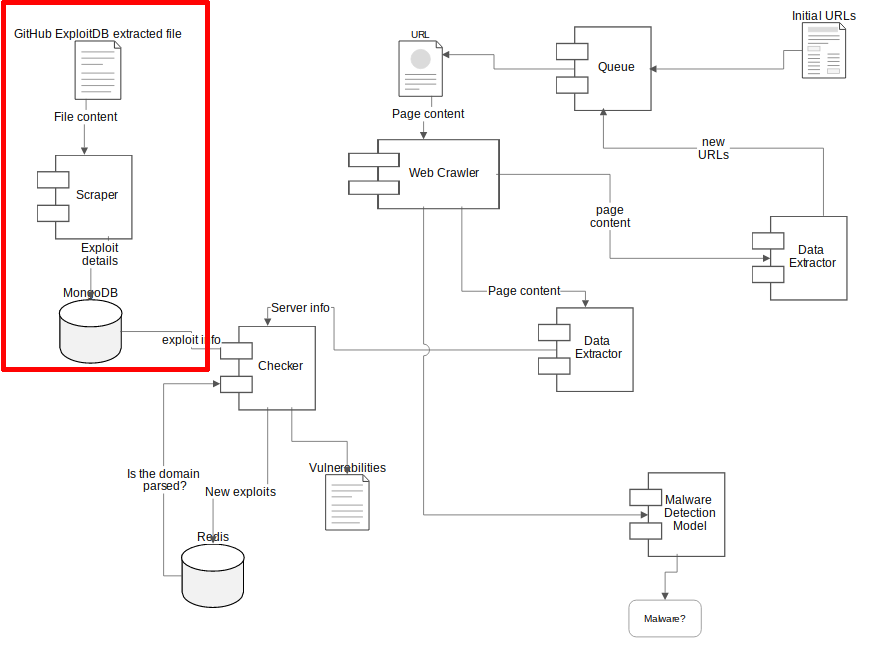 GitHub ExploitDB extracted file
File content
Scraper
Exploit
details
MongoDB
exploit info
URL
Page content
Queue
Initial URLs
new
URLs
Web Crawler
page
content
Data
Extractor
Page content
Server info
Data
Extractor
Checker
Is the domain
parsed?
New exploits
Vulnerabilities
Redis
Malware
Detection
Model
Malware?